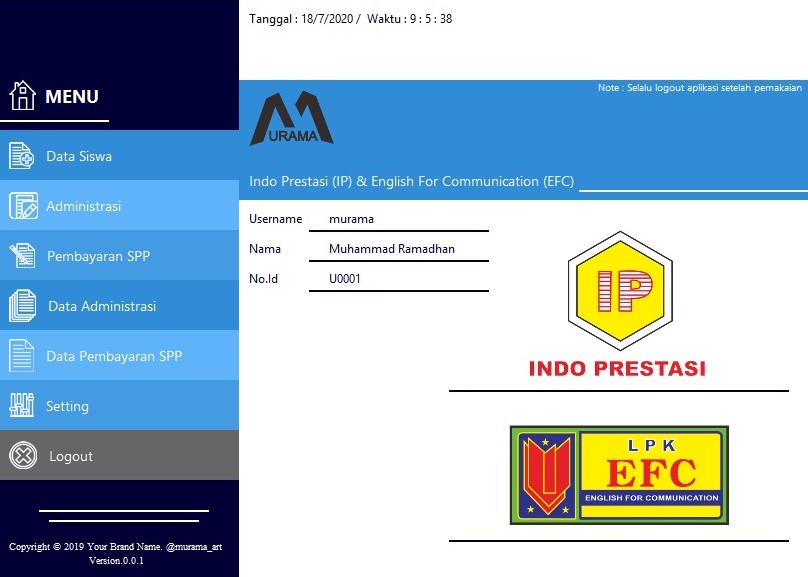 Tanggal : 18/7/2020 / Waktu : 9 : 5 : 38
MENU
Data Siswa
Administrasi
Pembayaran SPP
Data Administrasi
Data Pembayaran SPP
Setting
Logout
Copyright © 2019 Your Brand Name. @murama_art
Version.0.0.1
Note : Selalu logout aplikasi setelah pemakaian
MURAMA
Indo Prestasi (IP) & English For Communication (EFC)
Username murama
Nama Muhammad Ramadhan
No.Id U0001
IP
INDO PRESTASI
LPK
EFC
ENGLISH FOR COMMUNICATION